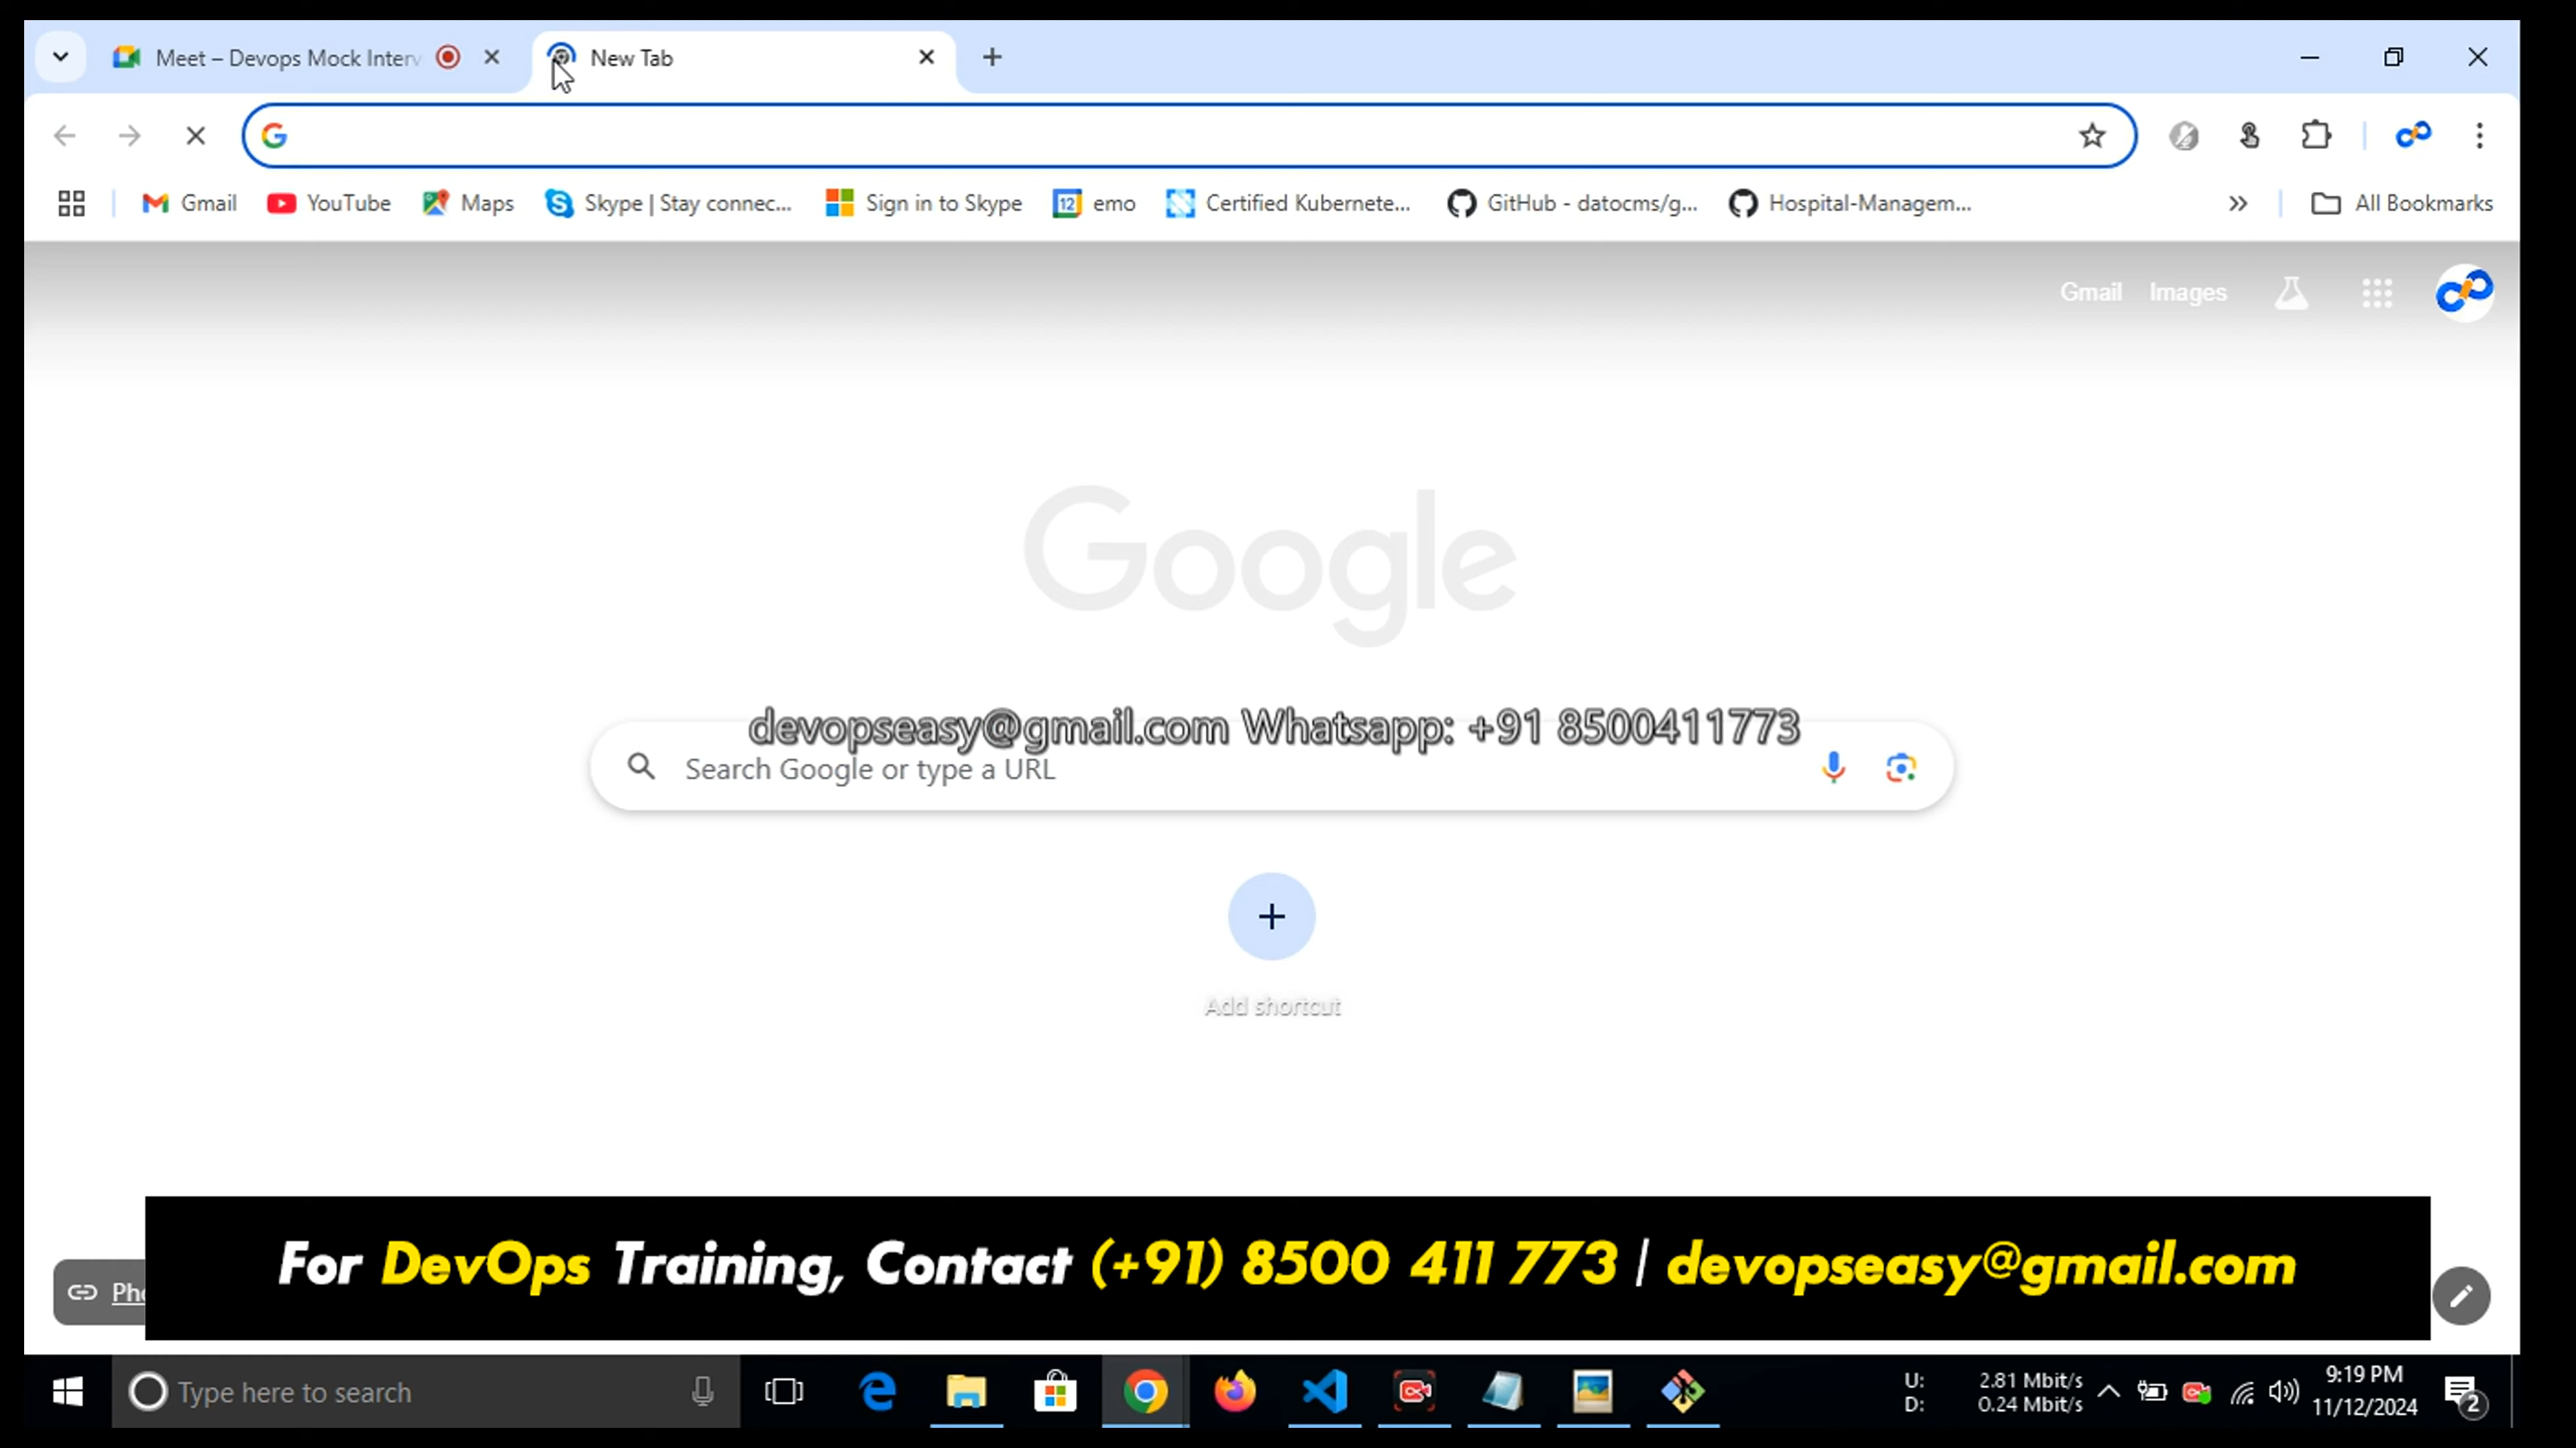 Meet – Devops Mock Interv
New Tab
Gmail
YouTube
Maps
Skype | Stay connec...
Sign in to Skype
12
emo
Certified Kubernete...
GitHub - datocms/g...
Hospital-Managem...
All Bookmarks
Gmail
Images
Google
devopseasy@gmail.com Whatsapp: +91 8500411773
Search Google or type a URL
Add shortcut
For DevOps Training, Contact (+91) 8500 411 773 | devopseasy@gmail.com
Pho
Type here to search
U: 2.81 Mbit/s
D: 0.24 Mbit/s
9:19 PM
11/12/2024
2